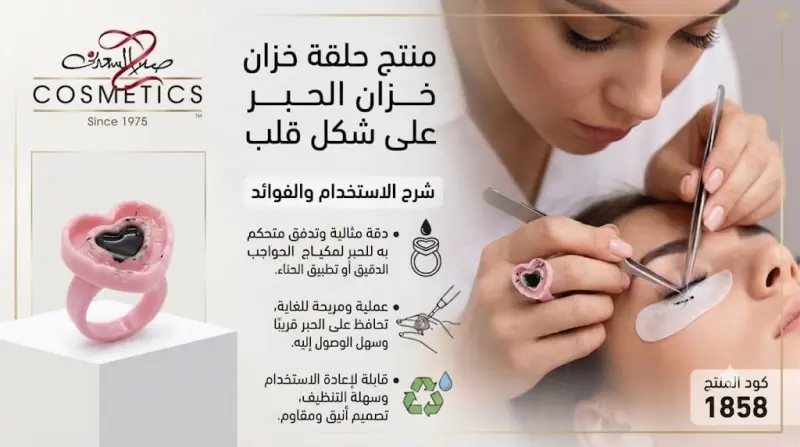 COSMETICS
Since 1975
TM
منتج حلقة خزان
خزان الحبر
على شكل قلب
شرح الاستخدام والفوائد
• دقة مثالية وتدفق متحكم
به للحبر لمكياج الحواجب
الدقيق أو تطبيق الحناء.
• عملية ومريحة للغاية،
تحافظ على الحبر قريبًا
وسهل الوصول إليه.
• قابلة لإعادة الاستخدام
وسهلة التنظيف،
تصميم أنيق ومقاوم.
كود المنتج
1858